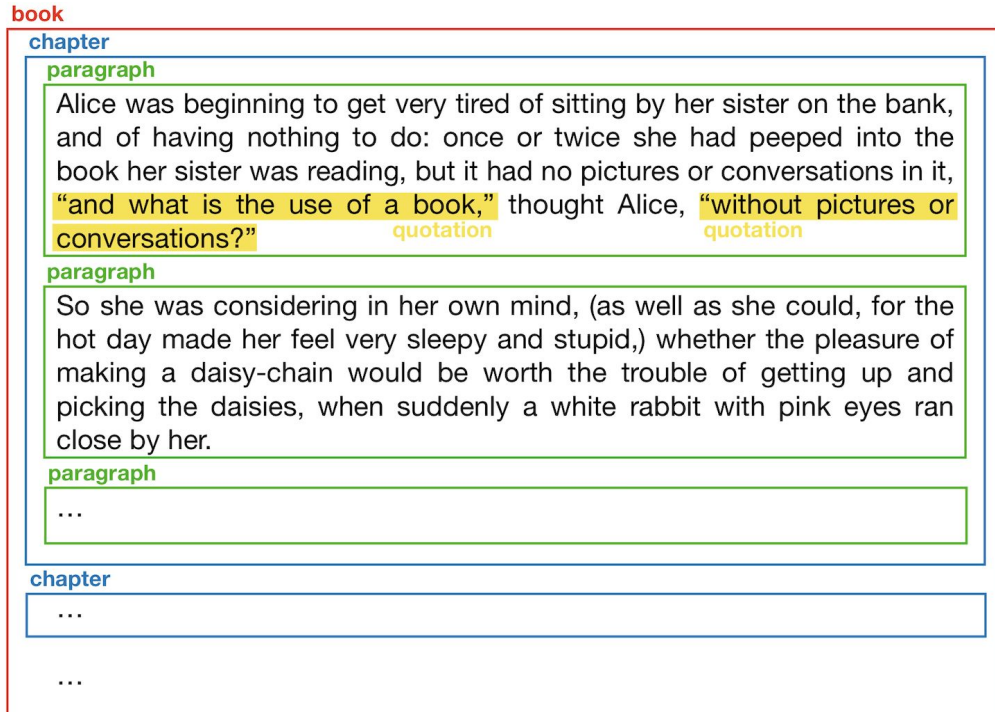 book
chapter
paragraph
Alice was beginning to get very tired of sitting by her sister on the bank,
and of having nothing to do: once or twice she had peeped into the
book her sister was reading, but it had no pictures or conversations in it,
“and what is the use of a book,” thought Alice, “without pictures or
quotation quotation
conversations?”
paragraph
So she was considering in her own mind, (as well as she could, for the
hot day made her feel very sleepy and stupid,) whether the pleasure of
making a daisy-chain would be worth the trouble of getting up and
picking the daisies, when suddenly a white rabbit with pink eyes ran
close by her.
paragraph
...
chapter
...
...